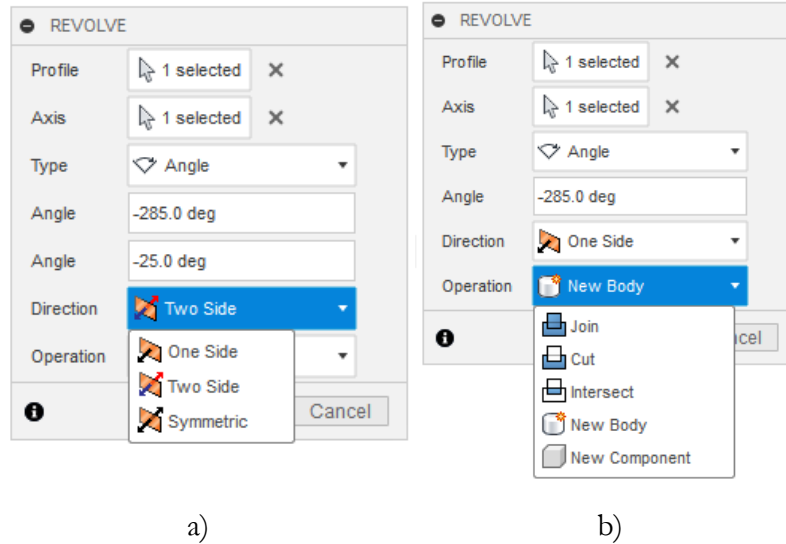 REVOLVE
Profile 1 selected
Axis 1 selected
Type Angle
Angle -285.0 deg
Angle -25.0 deg
Direction Two Side
One Side
Operation
Two Side
Symmetric
Cancel
a)
REVOLVE
Profile 1 selected
Axis 1 selected
Type Angle
Angle -285.0 deg
Direction One Side
Operation New Body
Join
ncel
Cut
Intersect
New Body
New Component
b)